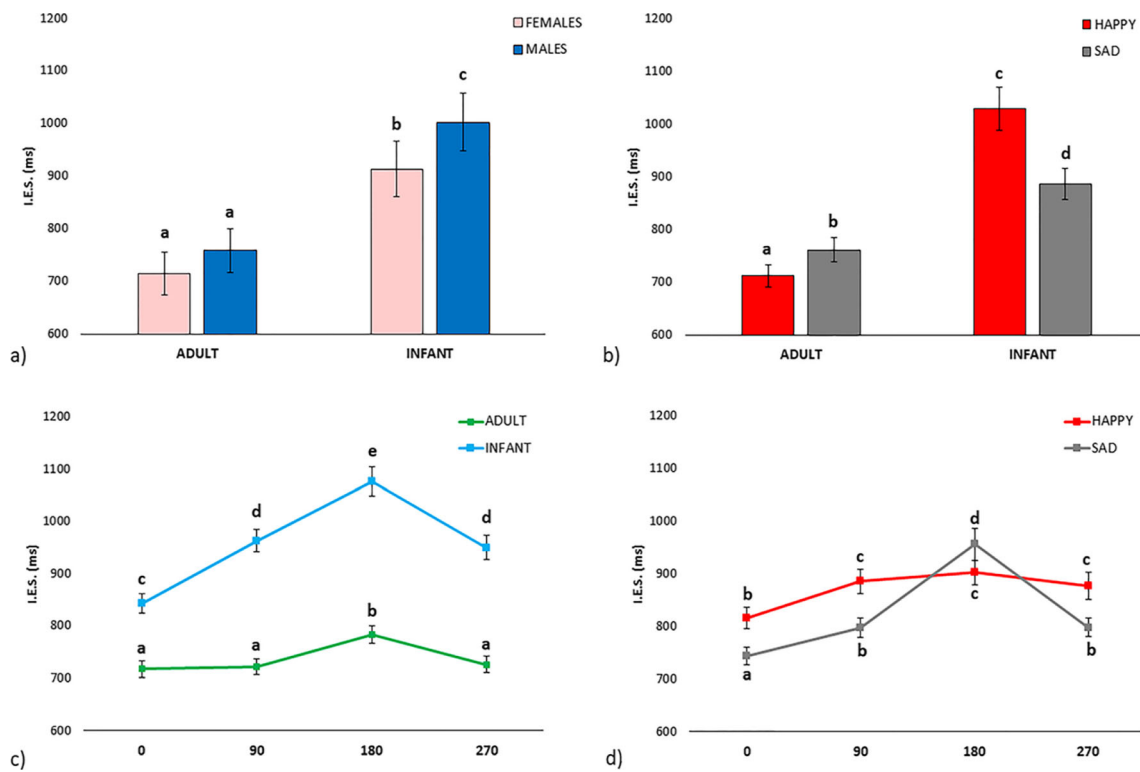 1200
1100
1000
900
800
700
600
I.E.S. (ms)
FEMALES
MALES
a
a
b
c
ADULT
INFANT
a)
1200
1100
1000
900
800
700
600
I.E.S. (ms)
HAPPY
SAD
a
b
c
d
ADULT
INFANT
b)
1200
1100
1000
900
800
700
600
I.E.S. (ms)
ADULT
INFANT
c
d
e
d
a
a
b
a
0 90 180 270
c)
1200
1100
1000
900
800
700
600
I.E.S. (ms)
HAPPY
SAD
b
c
d
c
c
a
b
b
0 90 180 270
d)